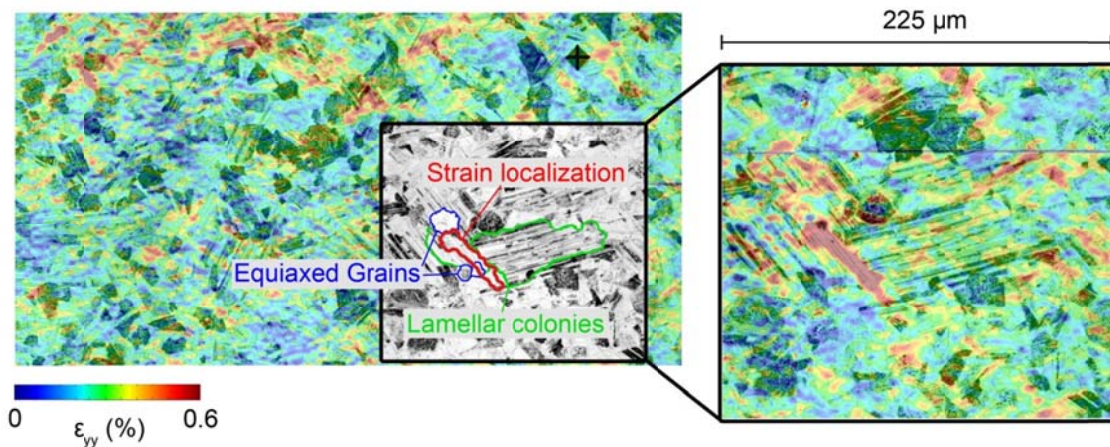 225 µm
Strain localization
Equiaxed Grains
Lamellar colonies
0 0.6
ε_yy (%)